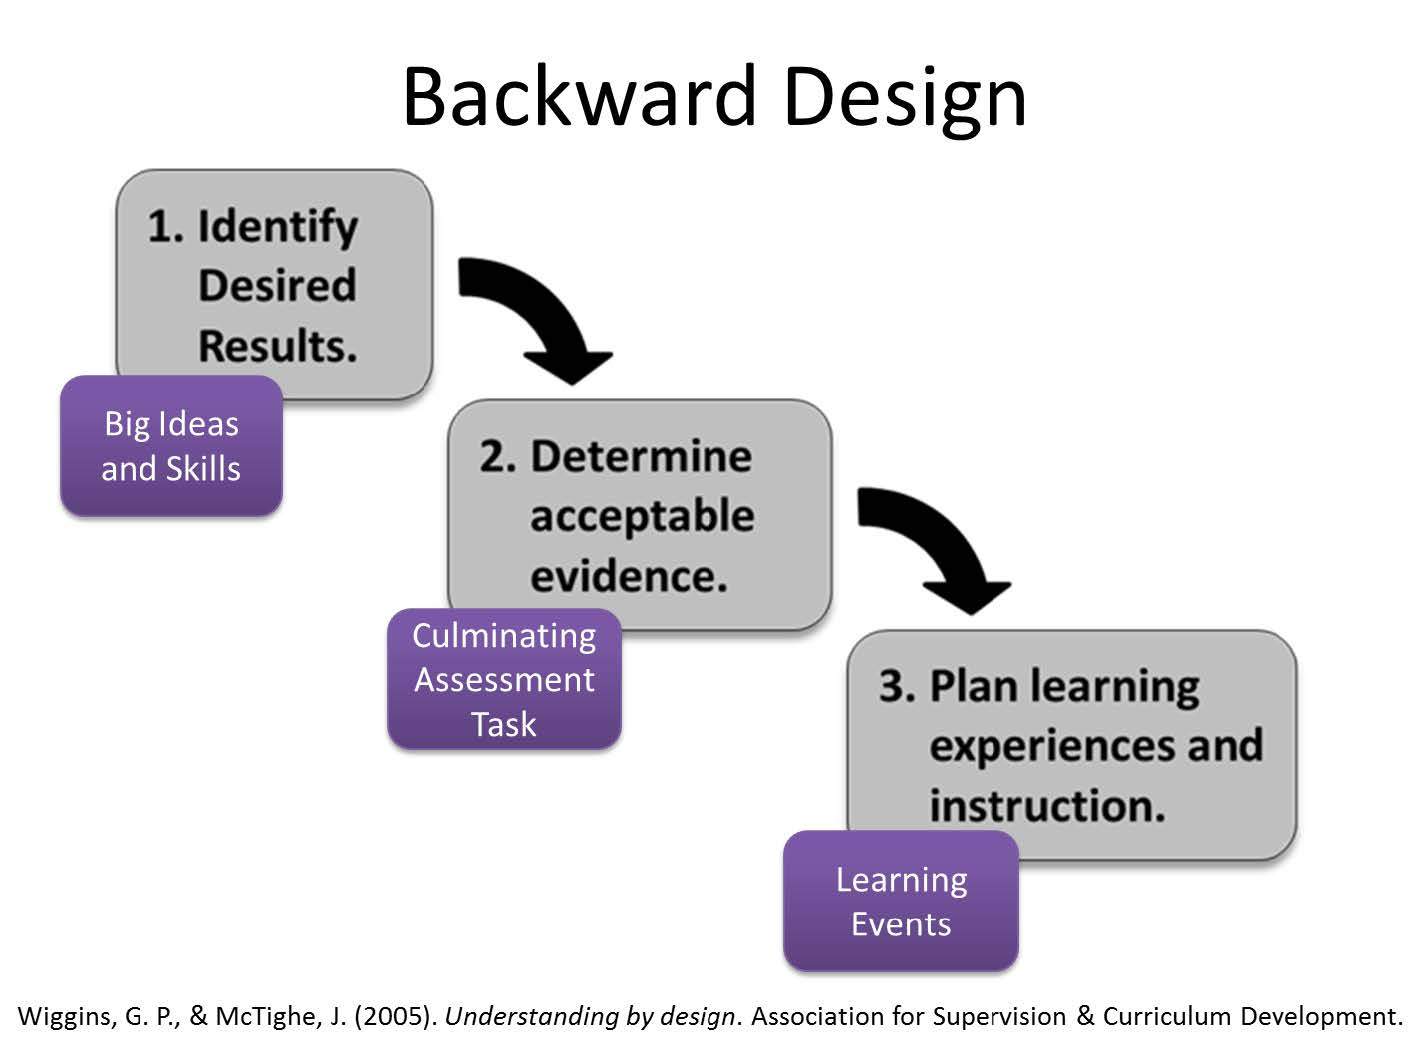 Backward Design
1. Identify
Desired
Results.
Big Ideas
and Skills
2. Determine
acceptable
evidence.
Culminating
Assessment
Task
3. Plan learning
experiences and
instruction.
Learning
Events
Wiggins, G. P., & McTighe, J. (2005). Understanding by design. Association for Supervision & Curriculum Development.